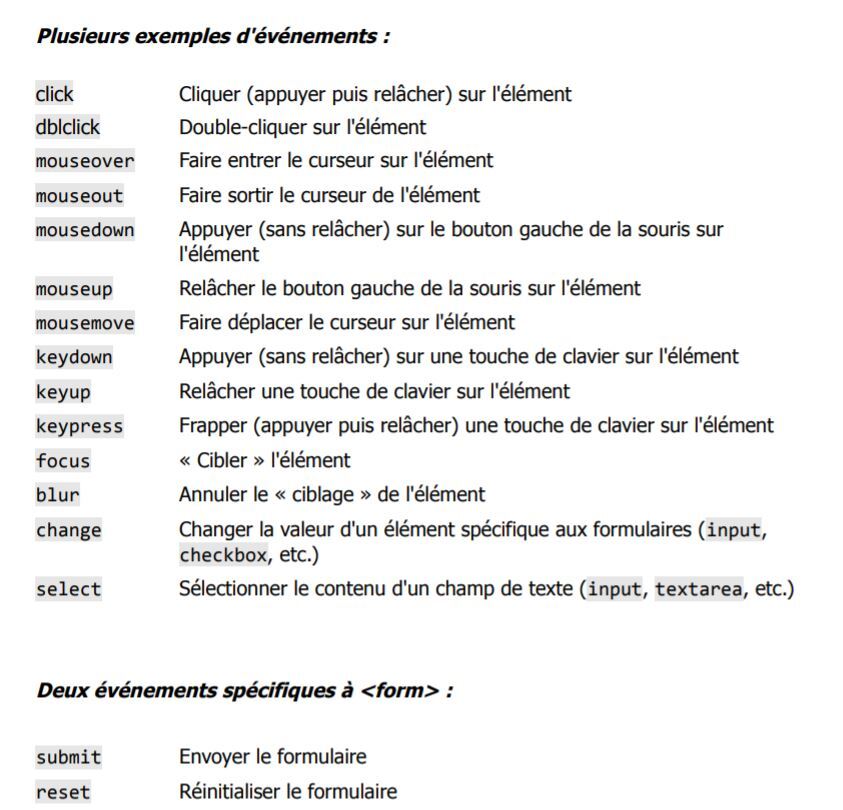 Plusieurs exemples d'événements :
click Cliquer (appuyer puis relâcher) sur l'élément
dblclick Double-cliquer sur l'élément
mouseover Faire entrer le curseur sur l'élément
mouseout Faire sortir le curseur de l'élément
mousedown Appuyer (sans relâcher) sur le bouton gauche de la souris sur
l'élément
mouseup Relâcher le bouton gauche de la souris sur l'élément
mousemove Faire déplacer le curseur sur l'élément
keydown Appuyer (sans relâcher) sur une touche de clavier sur l'élément
keyup Relâcher une touche de clavier sur l'élément
keypress Frapper (appuyer puis relâcher) une touche de clavier sur l'élément
focus « Cibler » l'élément
blur Annuler le « ciblage » de l'élément
change Changer la valeur d'un élément spécifique aux formulaires (input,
checkbox, etc.)
select Sélectionner le contenu d'un champ de texte (input, textarea, etc.)
Deux événements spécifiques à <form> :
submit Envoyer le formulaire
reset Réinitialiser le formulaire